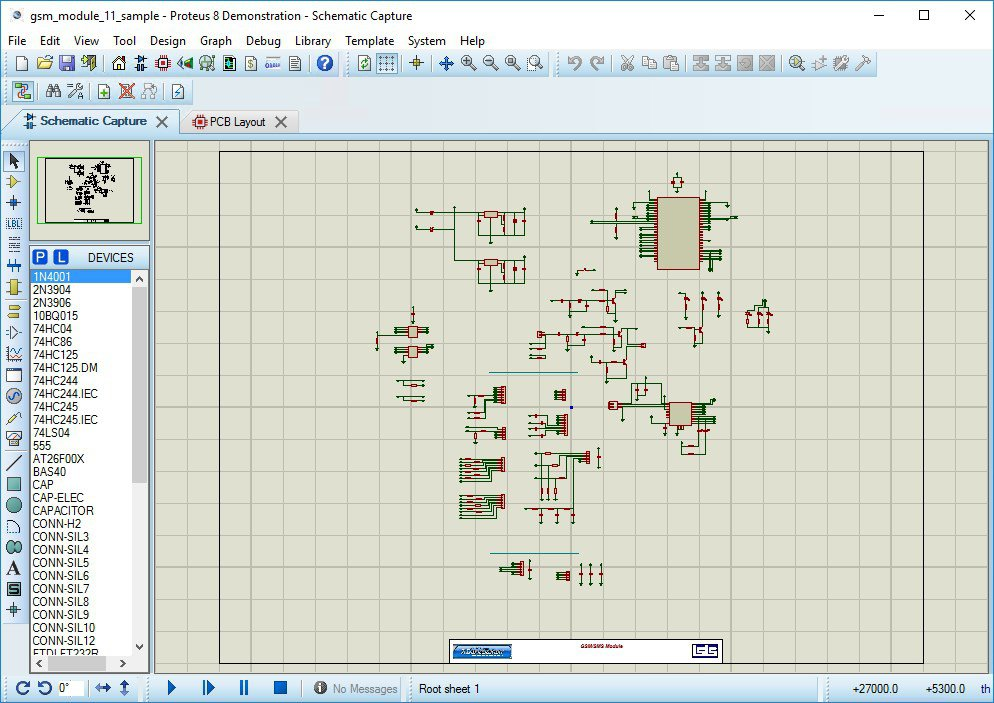 gsm_module_11_sample - Proteus 8 Demonstration - Schematic Capture
File Edit View Tool Design Graph Debug Library Template System Help
Schematic Capture PCB Layout
LBL
P L DEVICES
1N4001
2N3904
2N3906
10BQ015
74HC04
74HC86
74HC125
74HC125.DM
74HC244
74HC244.IEC
74HC245
74HC245.IEC
74LS04
555
AT26F00X
BAS40
CAP
CAP-ELEC
CAPACITOR
CONN-H2
CONN-SIL3
CONN-SIL4
CONN-SIL5
CONN-SIL6
CONN-SIL7
CONN-SIL8
CONN-SIL9
CONN-SIL10
CONN-SIL12
FTDI FT232R
A
S
GSM/SMS Module
0° No Messages Root sheet 1 +27000.0 +5300.0 th